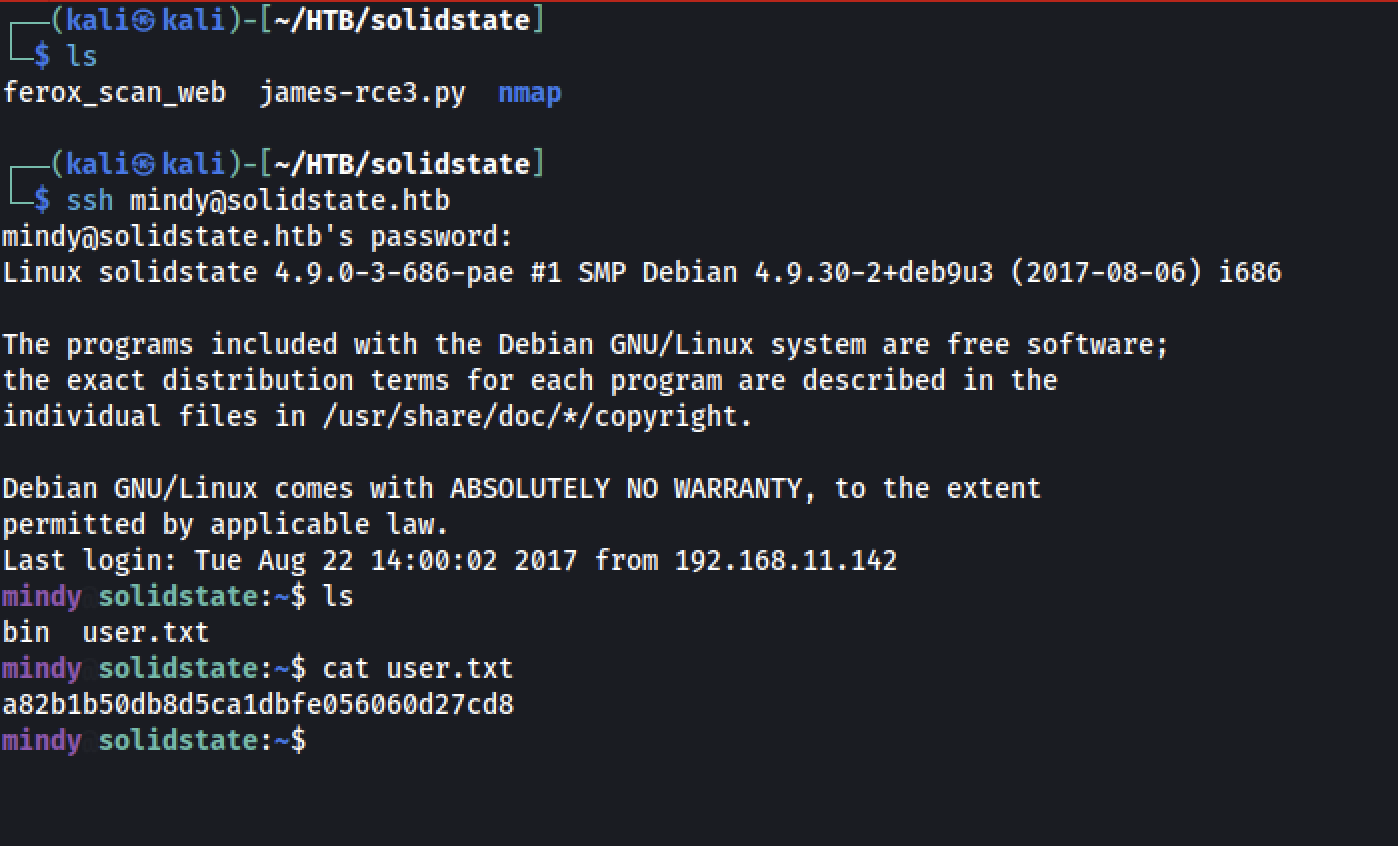 (kali㉿kali)-[~/HTB/solidstate]
$ ls
ferox_scan_web james-rce3.py nmap
(kali㉿kali)-[~/HTB/solidstate]
$ ssh mindy@solidstate.htb
mindy@solidstate.htb's password:
Linux solidstate 4.9.0-3-686-pae #1 SMP Debian 4.9.30-2+deb9u3 (2017-08-06) i686
The programs included with the Debian GNU/Linux system are free software;
the exact distribution terms for each program are described in the
individual files in /usr/share/doc/*/copyright.
Debian GNU/Linux comes with ABSOLUTELY NO WARRANTY, to the extent
permitted by applicable law.
Last login: Tue Aug 22 14:00:02 2017 from 192.168.11.142
mindy@solidstate:~$ ls
bin user.txt
mindy@solidstate:~$ cat user.txt
a82b1b50db8d5ca1dbfe056060d27cd8
mindy@solidstate:~$